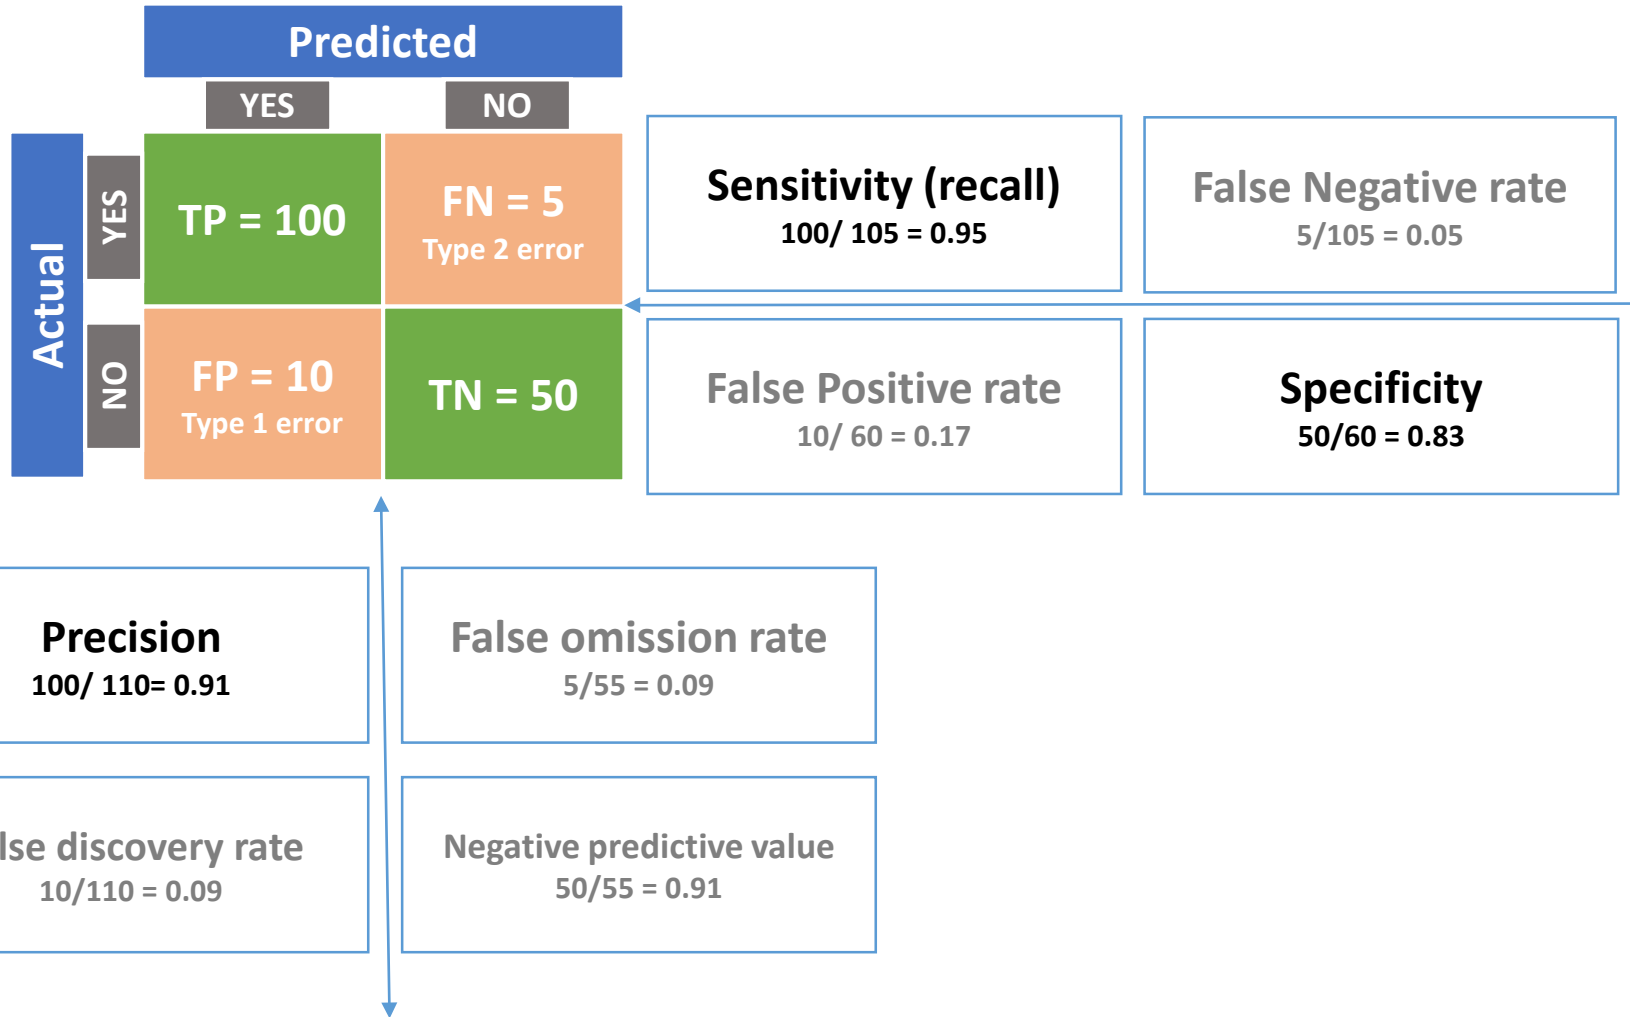 Predicted
YES
NO
Actual
YES
TP = 100
FN = 5
Type 2 error
Sensitivity (recall)
100/ 105 = 0.95
False Negative rate
5/105 = 0.05
NO
FP = 10
Type 1 error
TN = 50
False Positive rate
10/ 60 = 0.17
Specificity
50/60 = 0.83
Precision
100/ 110= 0.91
False omission rate
5/55 = 0.09
lse discovery rate
10/110 = 0.09
Negative predictive value
50/55 = 0.91